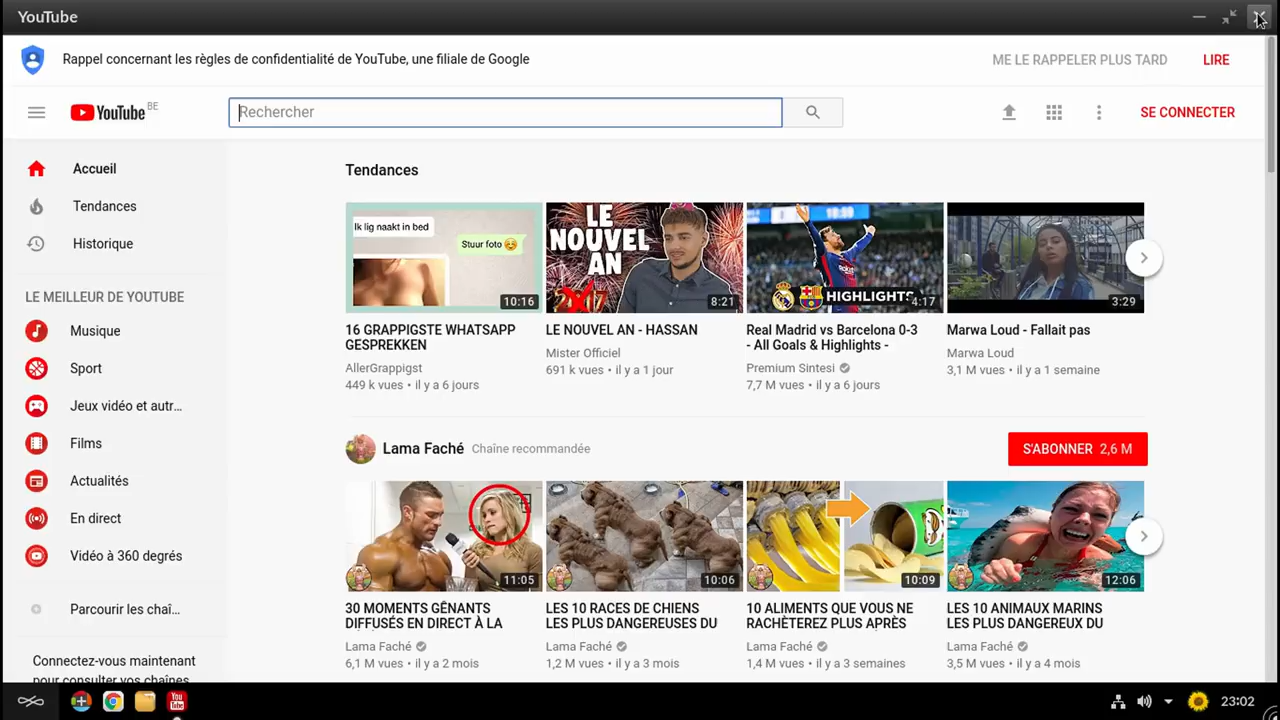 YouTube
Rappel concernant les règles de confidentialité de YouTube, une filiale de Google
ME LE RAPPELER PLUS TARD
LIRE
YouTube BE
Rechercher
SE CONNECTER
Accueil
Tendances
Historique
LE MEILLEUR DE YOUTUBE
Musique
Sport
Jeux vidéo et autr...
Films
Actualités
En direct
Vidéo à 360 degrés
Parcourir les chaî...
Connectez-vous maintenant
pour consulter vos chaînes
Tendances
Ik lig naakt in bed
Stuur foto
10:16
LE
NOUVEL
AN
2017
8:21
HIGHLIGHTS
4:17
3:29
16 GRAPPIGSTE WHATSAPP
GESPREKKEN
AllerGrappigst
449 k vues • il y a 6 jours
LE NOUVEL AN - HASSAN
Mister Officiel
691 k vues • il y a 1 jour
Real Madrid vs Barcelona 0-3
- All Goals & Highlights -
Premium Sintesi
7,7 M vues • il y a 6 jours
Marwa Loud - Fallait pas
Marwa Loud
3,1 M vues • il y a 1 semaine
Lama Faché
Chaîne recommandée
S'ABONNER 2,6 M
11:05
10:06
10:09
12:06
30 MOMENTS GÊNANTS
DIFFUSÉS EN DIRECT À LA
Lama Faché
6,1 M vues • il y a 2 mois
LES 10 RACES DE CHIENS
LES PLUS DANGEREUSES DU
Lama Faché
1,2 M vues • il y a 3 mois
10 ALIMENTS QUE VOUS NE
RACHÈTEREZ PLUS APRÈS
Lama Faché
1,4 M vues • il y a 3 semaines
LES 10 ANIMAUX MARINS
LES PLUS DANGEREUX DU
Lama Faché
3,5 M vues • il y a 4 mois
You
Tube
23:02